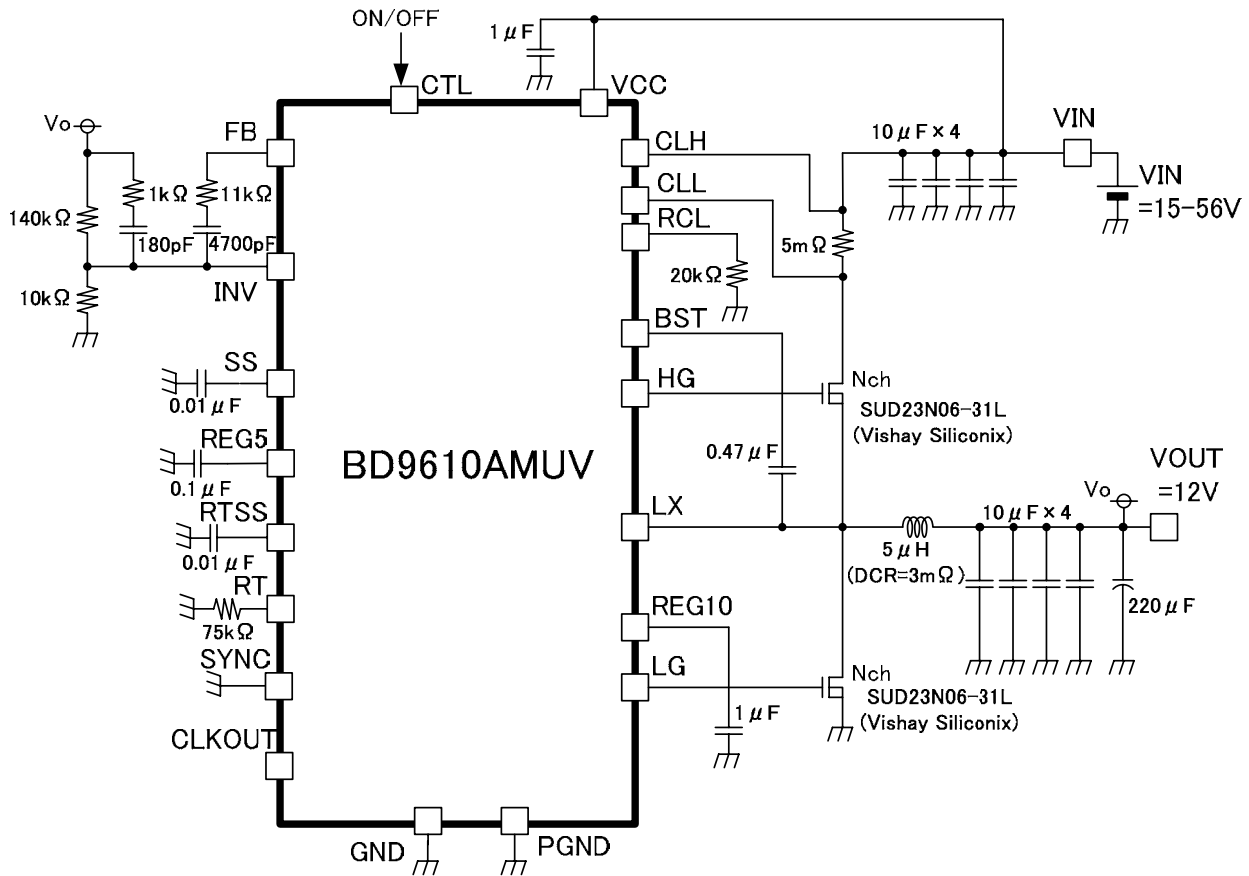 ON/OFF
1μF
CTL
VCC
Vo
FB
CLH
10μF×4
VIN
1kΩ
11kΩ
CLL
VIN
=15-56V
140kΩ
RCL
5mΩ
180pF
4700pF
20kΩ
10kΩ
INV
BST
SS
HG
Nch
SUD23N06-31L
(Vishay Siliconix)
0.01μF
REG5
BD9610AMUV
0.47μF
VOUT
=12V
Vo
0.1μF
RTSS
LX
10μF×4
0.01μF
5μH
(DCR=3mΩ)
RT
REG10
220μF
75kΩ
SYNC
LG
Nch
SUD23N06-31L
(Vishay Siliconix)
1μF
CLKOUT
GND
PGND